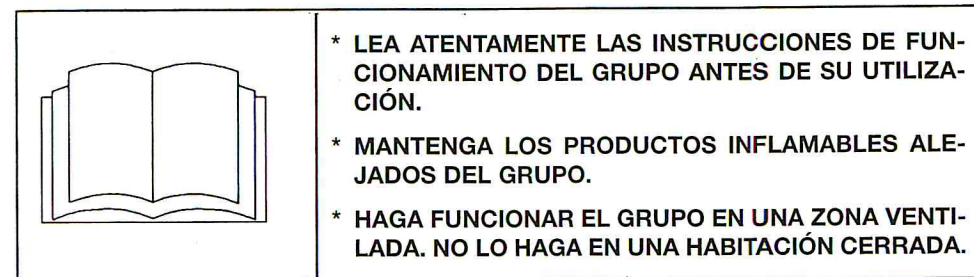 * LEA ATENTAMENTE LAS INSTRUCCIONES DE FUN-
CIONAMIENTO DEL GRUPO ANTES DE SU UTILIZA-
CIÓN.
* MANTENGA LOS PRODUCTOS INFLAMABLES ALE-
JADOS DEL GRUPO.
* HAGA FUNCIONAR EL GRUPO EN UNA ZONA VENTI-
LADA. NO LO HAGA EN UNA HABITACIÓN CERRADA.